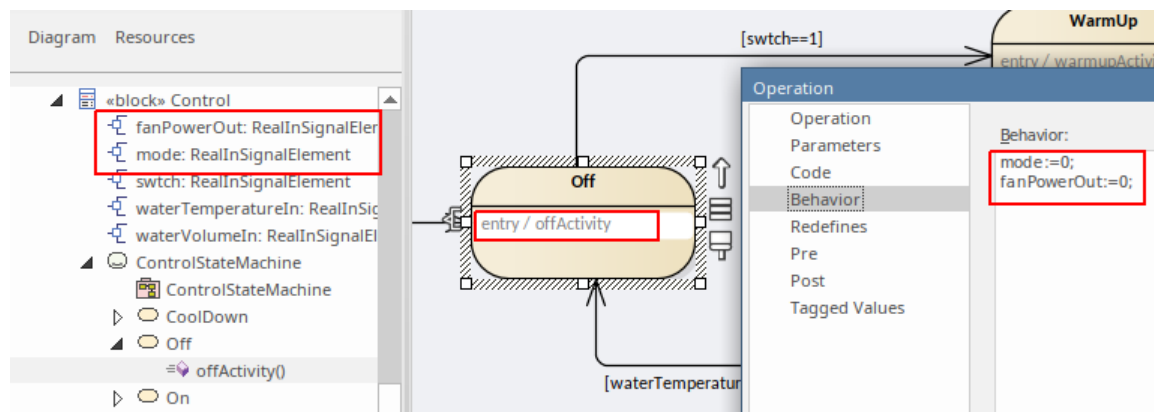 Diagram Resources
«block» Control
fanPowerOut: RealInSignalEler
mode: RealInSignalElement
swtch: RealInSignalElement
waterTemperatureIn: RealInSig
waterVolumeIn: RealInSignalEl
ControlStateMachine
ControlStateMachine
CoolDown
Off
offActivity()
On
[swtch==1]
WarmUp
entry / warmupActivi
Off
entry / offActivity
[waterTemperatur
Operation
Operation
Parameters
Code
Behavior
Redefines
Pre
Post
Tagged Values
Behavior:
mode:=0;
fanPowerOut:=0;